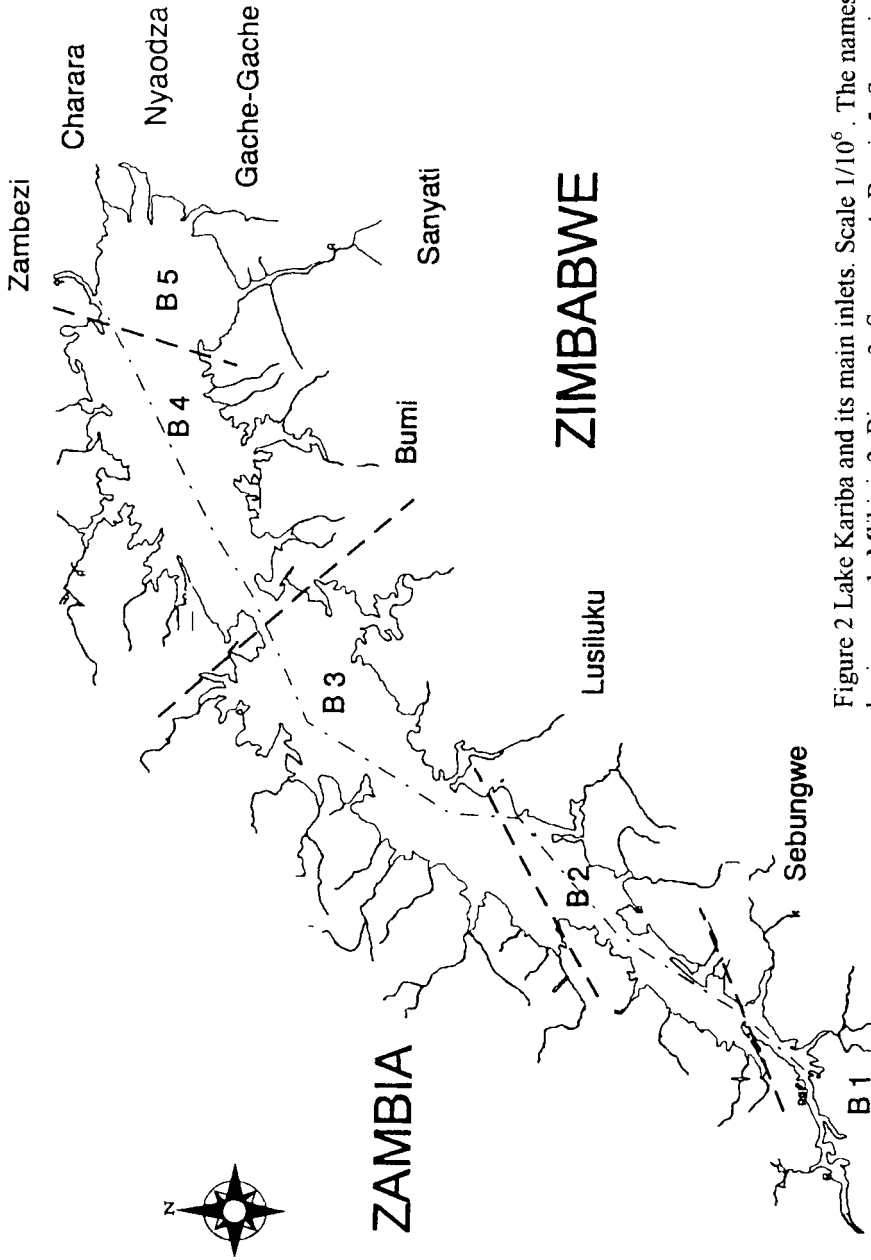 Zambezi
Charara
Nyaodza
Gache-Gache
Sanyati
B 5
B 4
Bumi
ZIMBABWE
B 3
Lusiluku
B 2
Sebungwe
B 1
ZAMBIA
N
Figure 2 Lake Kariba and its main inlets. Scale 1/10⁶ . The names